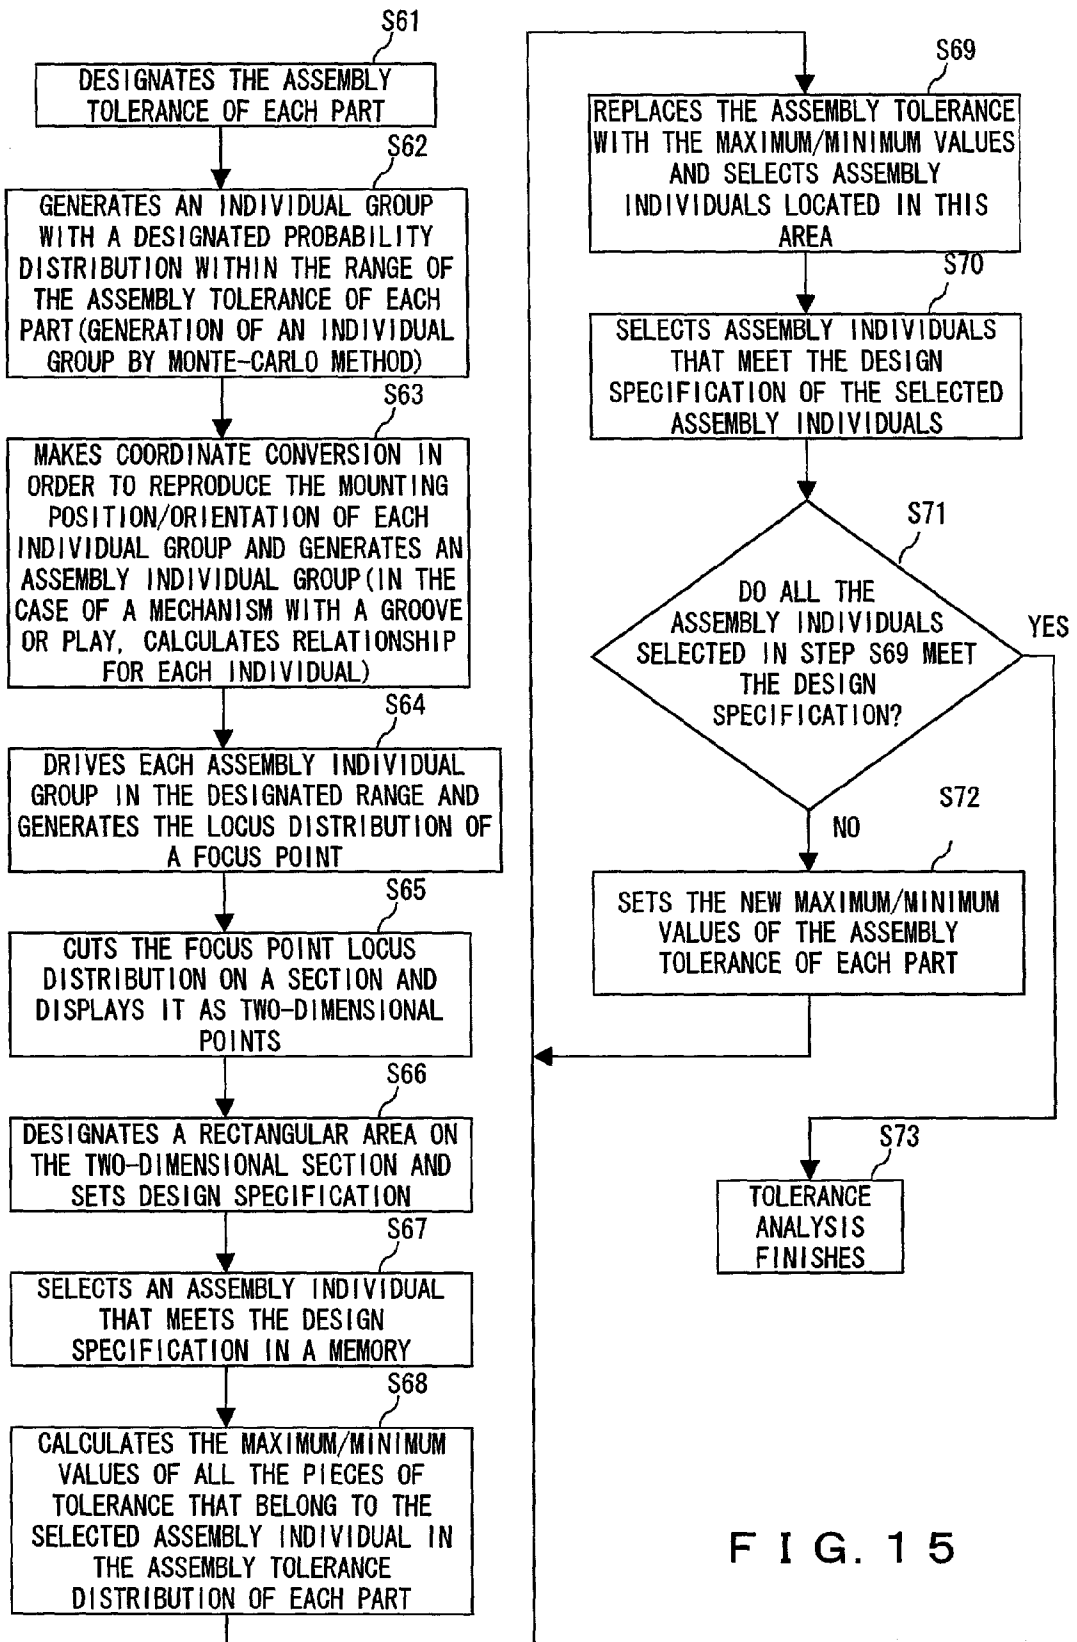 S61
DESIGNATES THE ASSEMBLY
TOLERANCE OF EACH PART
S62
GENERATES AN INDIVIDUAL GROUP
WITH A DESIGNATED PROBABILITY
DISTRIBUTION WITHIN THE RANGE OF
THE ASSEMBLY TOLERANCE OF EACH
PART(GENERATION OF AN INDIVIDUAL
GROUP BY MONTE-CARLO METHOD)
S63
MAKES COORDINATE CONVERSION IN
ORDER TO REPRODUCE THE MOUNTING
POSITION/ORIENTATION OF EACH
INDIVIDUAL GROUP AND GENERATES AN
ASSEMBLY INDIVIDUAL GROUP(IN THE
CASE OF A MECHANISM WITH A GROOVE
OR PLAY, CALCULATES RELATIONSHIP
FOR EACH INDIVIDUAL)
S64
DRIVES EACH ASSEMBLY INDIVIDUAL
GROUP IN THE DESIGNATED RANGE AND
GENERATES THE LOCUS DISTRIBUTION OF
A FOCUS POINT
S65
CUTS THE FOCUS POINT LOCUS
DISTRIBUTION ON A SECTION AND
DISPLAYS IT AS TWO-DIMENSIONAL
POINTS
S66
DESIGNATES A RECTANGULAR AREA ON
THE TWO-DIMENSIONAL SECTION AND
SETS DESIGN SPECIFICATION
S67
SELECTS AN ASSEMBLY INDIVIDUAL
THAT MEETS THE DESIGN
SPECIFICATION IN A MEMORY
S68
CALCULATES THE MAXIMUM/MINIMUM
VALUES OF ALL THE PIECES OF
TOLERANCE THAT BELONG TO THE
SELECTED ASSEMBLY INDIVIDUAL IN
THE ASSEMBLY TOLERANCE
DISTRIBUTION OF EACH PART
S69
REPLACES THE ASSEMBLY TOLERANCE
WITH THE MAXIMUM/MINIMUM VALUES
AND SELECTS ASSEMBLY
INDIVIDUALS LOCATED IN THIS
AREA
S70
SELECTS ASSEMBLY INDIVIDUALS
THAT MEET THE DESIGN
SPECIFICATION OF THE SELECTED
ASSEMBLY INDIVIDUALS
S71
DO ALL THE
ASSEMBLY INDIVIDUALS
SELECTED IN STEP S69 MEET
THE DESIGN
SPECIFICATION?
YES
NO
S72
SETS THE NEW MAXIMUM/MINIMUM
VALUES OF THE ASSEMBLY
TOLERANCE OF EACH PART
S73
TOLERANCE
ANALYSIS
FINISHES
FIG. 15